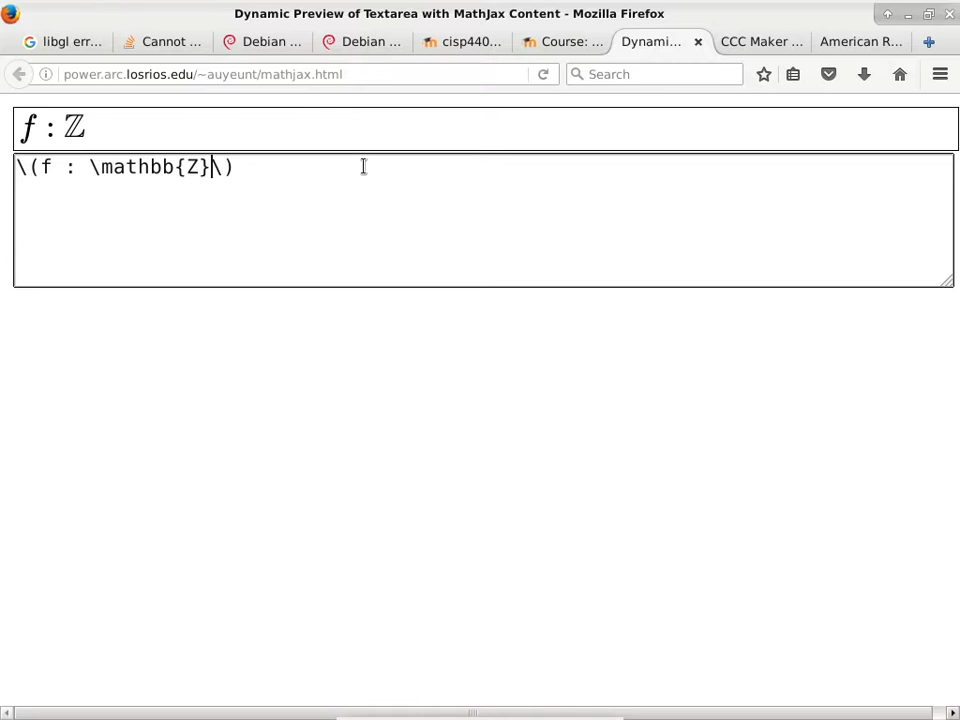 Dynamic Preview of Textarea with MathJax Content - Mozilla Firefox
libgl err... Cannot ... Debian ... Debian ... cisp440... Course: ... Dynami... CCC Maker ... American R...
power.arc.losrios.edu/~auyeunt/mathjax.html Search
f : ℤ
\(f : \mathbb{Z}\)